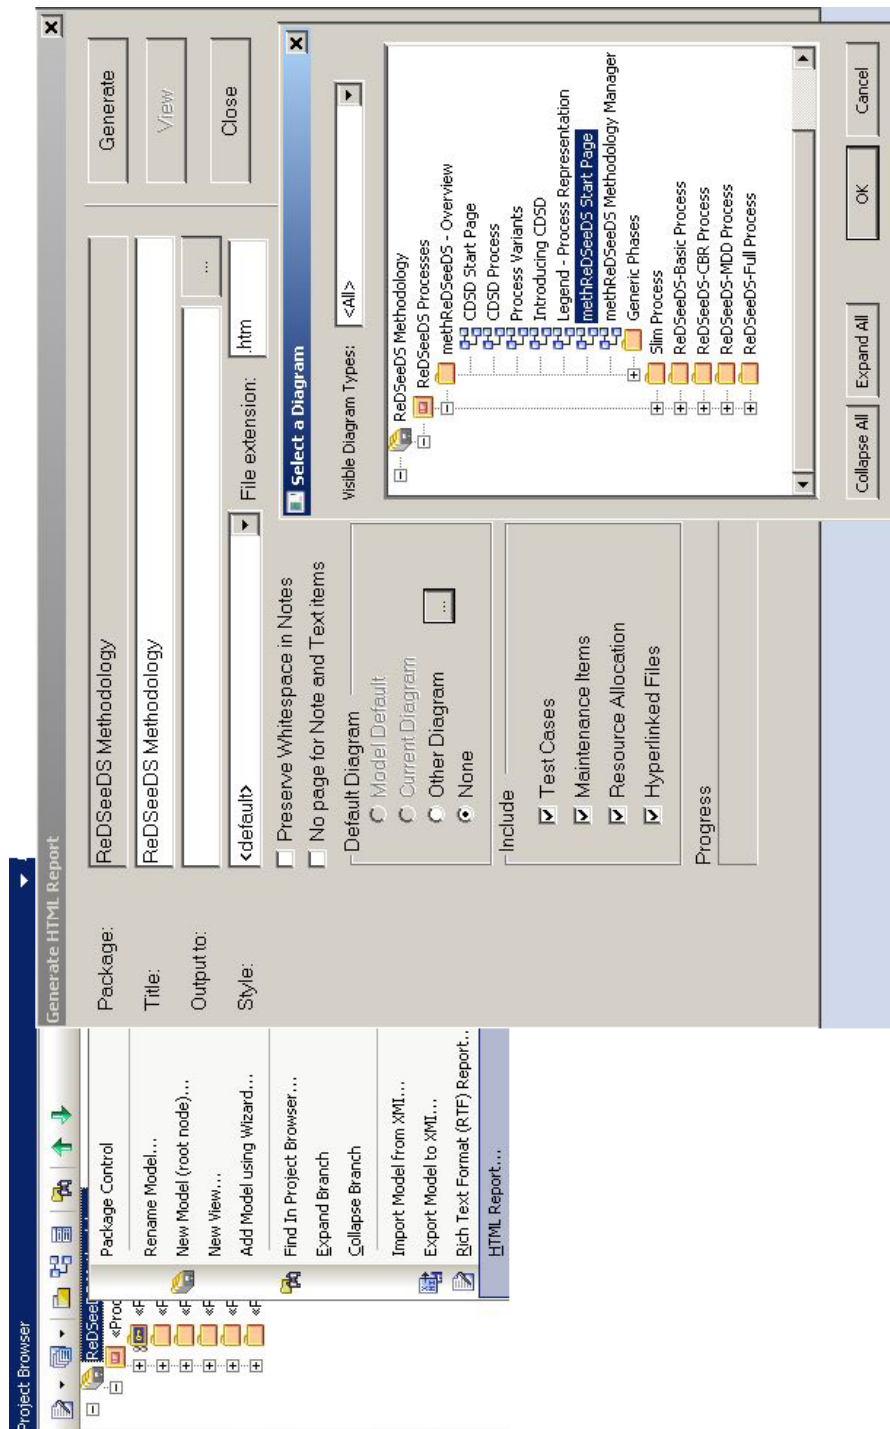 Project Browser
ReDSeeD
«Proc
«F
«F
«F
«F
«F
«F
Package Control
Rename Model...
New Model (root node)...
New View...
Add Model using Wizard...
Find In Project Browser...
Expand Branch
Collapse Branch
Import Model from XMI...
Export Model to XMI...
Rich Text Format (RTF) Report...
HTML Report...
Generate HTML Report
Package:
ReDSeeDS Methodology
Generate
Title:
ReDSeeDS Methodology
View
Output to:
...
Close
Style:
<default>
File extension:
.htm
Preserve Whitespace in Notes
No page for Note and Text items
Default Diagram
Model Default
Current Diagram
Other Diagram
...
None
Include
Test Cases
Maintenance Items
Resource Allocation
Hyperlinked Files
Progress
Select a Diagram
Visible Diagram Types:
<All>
ReDSeeDS Methodology
ReDSeeDS Processes
methReDSeeDS - Overview
CDSD Start Page
CDSD Process
Process Variants
Introducing CDSD
Legend - Process Representation
methReDSeeDS Start Page
methReDSeeDS Methodology Manager
Generic Phases
Slim Process
ReDSeeDS-Basic Process
ReDSeeDS-CBR Process
ReDSeeDS-MDD Process
ReDSeeDS-Full Process
Collapse All
Expand All
OK
Cancel